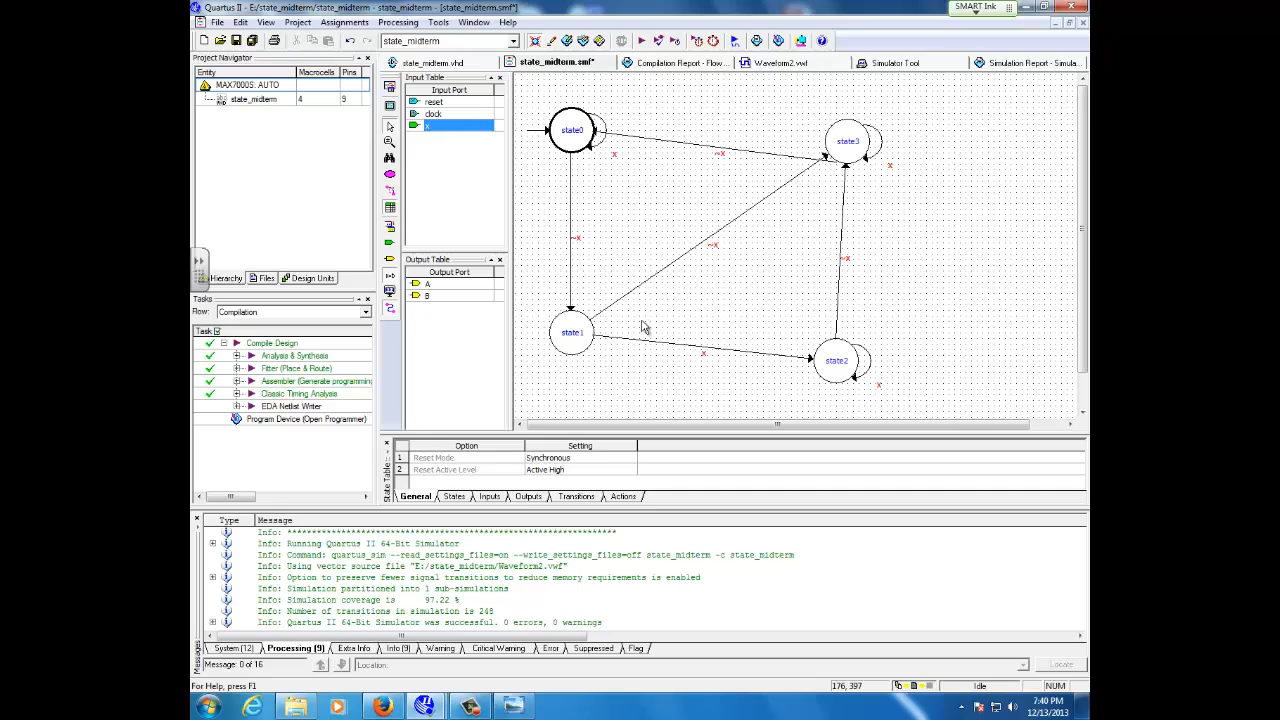 Quartus II - E:/state_midterm/state_midterm - state_midterm - [state_midterm.smf*]
SMART Ink
File Edit View Project Assignments Processing Tools Window Help
state_midterm
Project Navigator
Entity Macrocells Pins
MAX7000S: AUTO
state_midterm 4 9
Hierarchy Files Design Units
Tasks
Flow: Compilation
Task
Compile Design
Analysis & Synthesis
Fitter (Place & Route)
Assembler (Generate programming
Classic Timing Analysis
EDA Netlist Writer
Program Device (Open Programmer)
state_midterm.vhd
state_midterm.smf*
Compilation Report - Flow...
Waveform2.vwf
Simulator Tool
Simulation Report - Simula...
Input Table
Input Port
reset
clock
x
Output Table
Output Port
A
B
state0
x
~x
state3
x
~x
~x
~x
state1
x
state2
x
State Table:
Option Setting
1 Reset Mode Synchronous
2 Reset Active Level Active High
General States Inputs Outputs Transitions Actions
Type Message
Info: *************************************************************
Info: Running Quartus II 64-Bit Simulator
Info: Command: quartus_sim --read_settings_files=on --write_settings_files=off state_midterm -c state_midterm
Info: Using vector source file "E:/state_midterm/Waveform2.vwf"
Info: Option to preserve fewer signal transitions to reduce memory requirements is enabled
Info: Simulation partitioned into 1 sub-simulations
Info: Simulation coverage is 97.22 %
Info: Number of transitions in simulation is 248
Info: Quartus II 64-Bit Simulator was successful. 0 errors, 0 warnings
System (12) Processing (9) Extra Info Info (9) Warning Critical Warning Error Suppressed Flag
Messages
Message: 0 of 16
Location:
Locate
For Help, press F1
176, 397
Idle
NUM
7:40 PM
12/13/2013